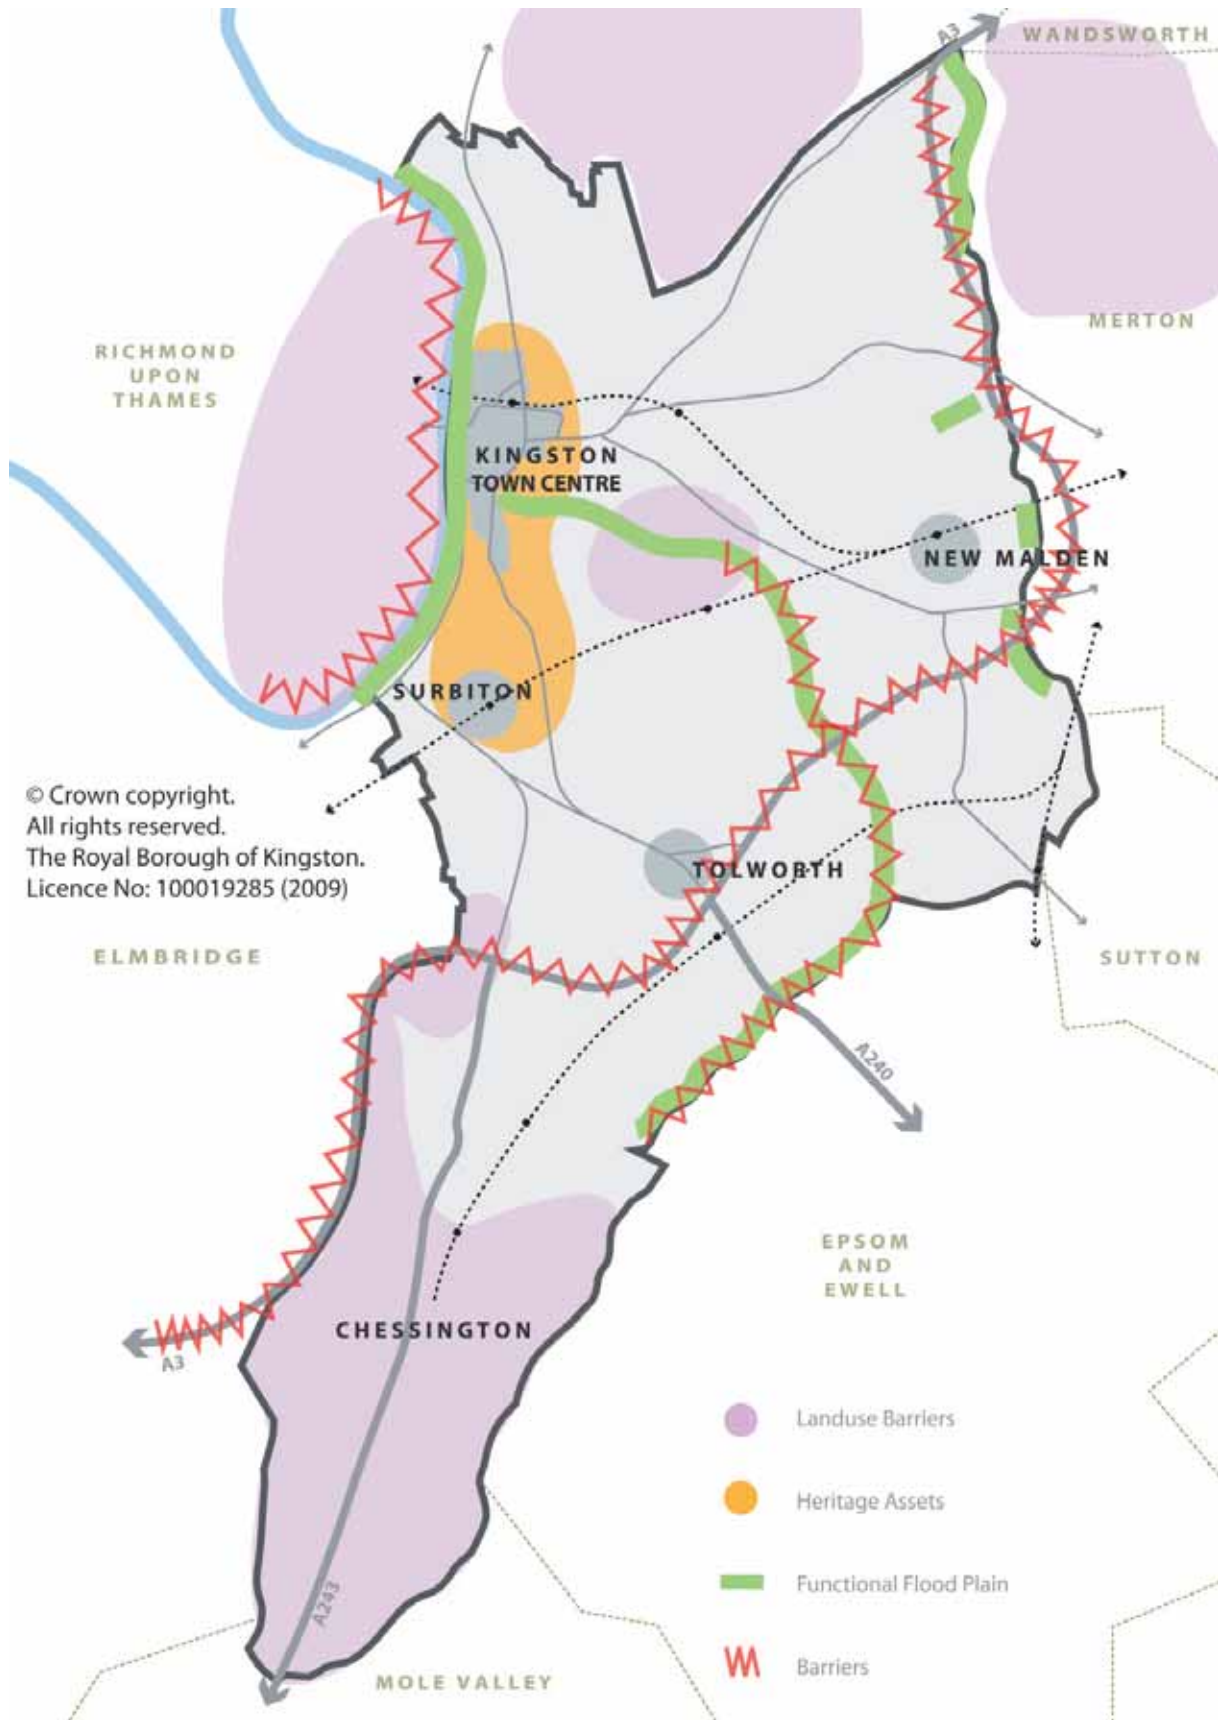 A3
WANDSWORTH
MERTON
RICHMOND
UPON
THAMES
KINGSTON
TOWN CENTRE
NEW MALDEN
SURBITON
© Crown copyright.
All rights reserved.
The Royal Borough of Kingston.
Licence No: 100019285 (2009)
TOLWORTH
ELMBRIDGE
SUTTON
A240
EPSOM
AND
EWELL
CHESSINGTON
A3
Landuse Barriers
Heritage Assets
Functional Flood Plain
A243
Barriers
MOLE VALLEY